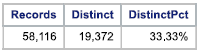 Records Distinct DistinctPct
58,116 19,372 33,33%